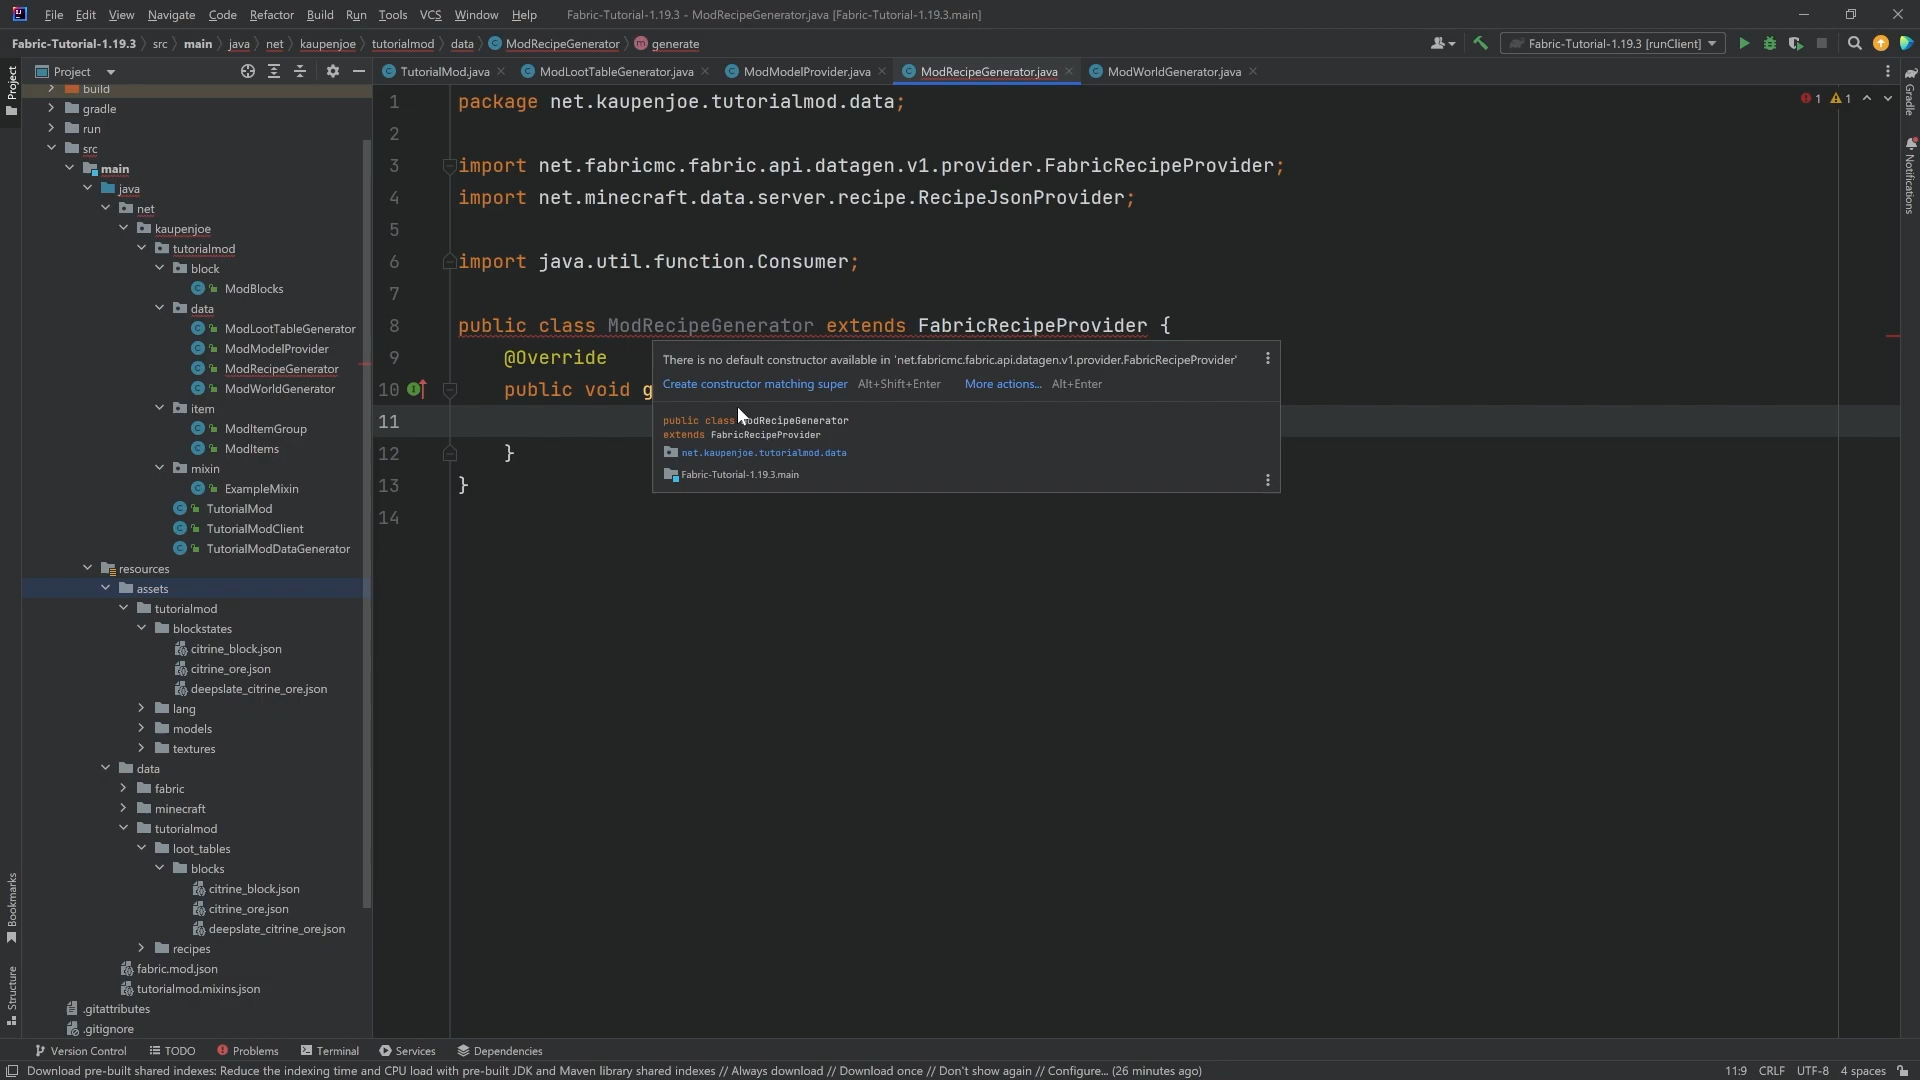 File Edit View Navigate Code Refactor Build Run Tools VCS Window Help Fabric-Tutorial-1.19.3 - ModRecipeGenerator.java [Fabric-Tutorial-1.19.3.main]
Fabric-Tutorial-1.19.3 src main java net kaupenjoe tutorialmod data ModRecipeGenerator generate Fabric-Tutorial-1.19.3 [runClient]
Project
TutorialMod.java ModLootTableGenerator.java ModModelProvider.java ModRecipeGenerator.java ModWorldGenerator.java
build
gradle
run
src
main
java
net
kaupenjoe
tutorialmod
block
ModBlocks
data
ModLootTableGenerator
ModModelProvider
ModRecipeGenerator
ModWorldGenerator
item
ModItemGroup
ModItems
mixin
ExampleMixin
TutorialMod
TutorialModClient
TutorialModDataGenerator
resources
assets
tutorialmod
blockstates
citrine_block.json
citrine_ore.json
deepslate_citrine_ore.json
lang
models
textures
data
fabric
minecraft
tutorialmod
loot_tables
blocks
citrine_block.json
citrine_ore.json
deepslate_citrine_ore.json
recipes
fabric.mod.json
tutorialmod.mixins.json
.gitattributes
.gitignore
1 package net.kaupenjoe.tutorialmod.data;
2
3 import net.fabricmc.fabric.api.datagen.v1.provider.FabricRecipeProvider;
4 import net.minecraft.data.server.recipe.RecipeJsonProvider;
5
6 import java.util.function.Consumer;
7
8 public class ModRecipeGenerator extends FabricRecipeProvider {
9 @Override
10 public void g
11
12 }
13 }
14
1 1
There is no default constructor available in 'net.fabricmc.fabric.api.datagen.v1.provider.FabricRecipeProvider'
Create constructor matching super Alt+Shift+Enter More actions... Alt+Enter
public class odRecipeGenerator
extends FabricRecipeProvider
net.kaupenjoe.tutorialmod.data
Fabric-Tutorial-1.19.3.main
Project
Bookmarks
Structure
Gradle
Notifications
Version Control TODO Problems Terminal Services Dependencies
Download pre-built shared indexes: Reduce the indexing time and CPU load with pre-built JDK and Maven library shared indexes // Always download // Download once // Don't show again // Configure... (26 minutes ago) 11:9 CRLF UTF-8 4 spaces